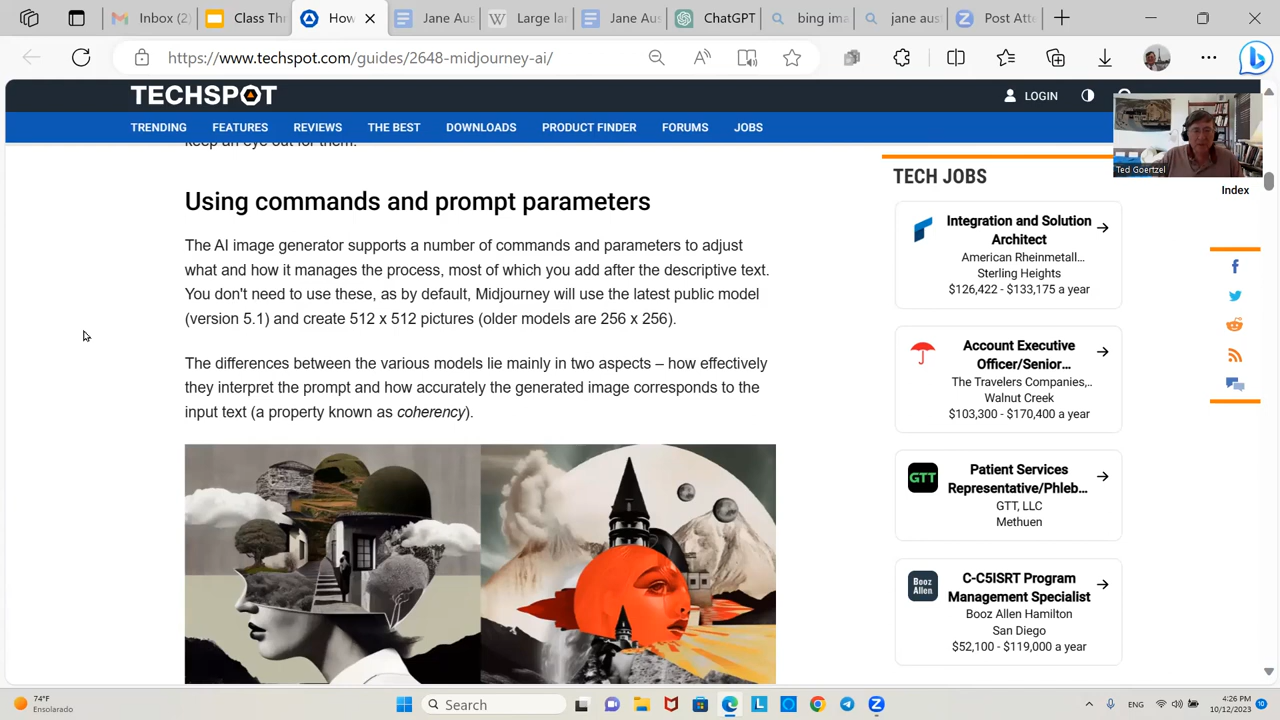 Inbox (2)
Class Thr
How
Jane Aus
Large lan
Jane Aus
ChatGPT
bing ima
jane aust
Post Atte
https://www.techspot.com/guides/2648-midjourney-ai/
TECHSPOT
LOGIN
TRENDING
FEATURES
REVIEWS
THE BEST
DOWNLOADS
PRODUCT FINDER
FORUMS
JOBS
Ted Goertzel
Index
keep an eye out for them.
Using commands and prompt parameters
The AI image generator supports a number of commands and parameters to adjust
what and how it manages the process, most of which you add after the descriptive text.
You don't need to use these, as by default, Midjourney will use the latest public model
(version 5.1) and create 512 x 512 pictures (older models are 256 x 256).
The differences between the various models lie mainly in two aspects – how effectively
they interpret the prompt and how accurately the generated image corresponds to the
input text (a property known as coherency).
TECH JOBS
Integration and Solution
Architect
American Rheinmetall...
Sterling Heights
$126,422 - $133,175 a year
Account Executive
Officer/Senior...
The Travelers Companies,..
Walnut Creek
$103,300 - $170,400 a year
GTT
Patient Services
Representative/Phleb...
GTT, LLC
Methuen
Booz
Allen
C-C5ISRT Program
Management Specialist
Booz Allen Hamilton
San Diego
$52,100 - $119,000 a year
74°F
Ensolarado
Search
4:26 PM
10/12/2023